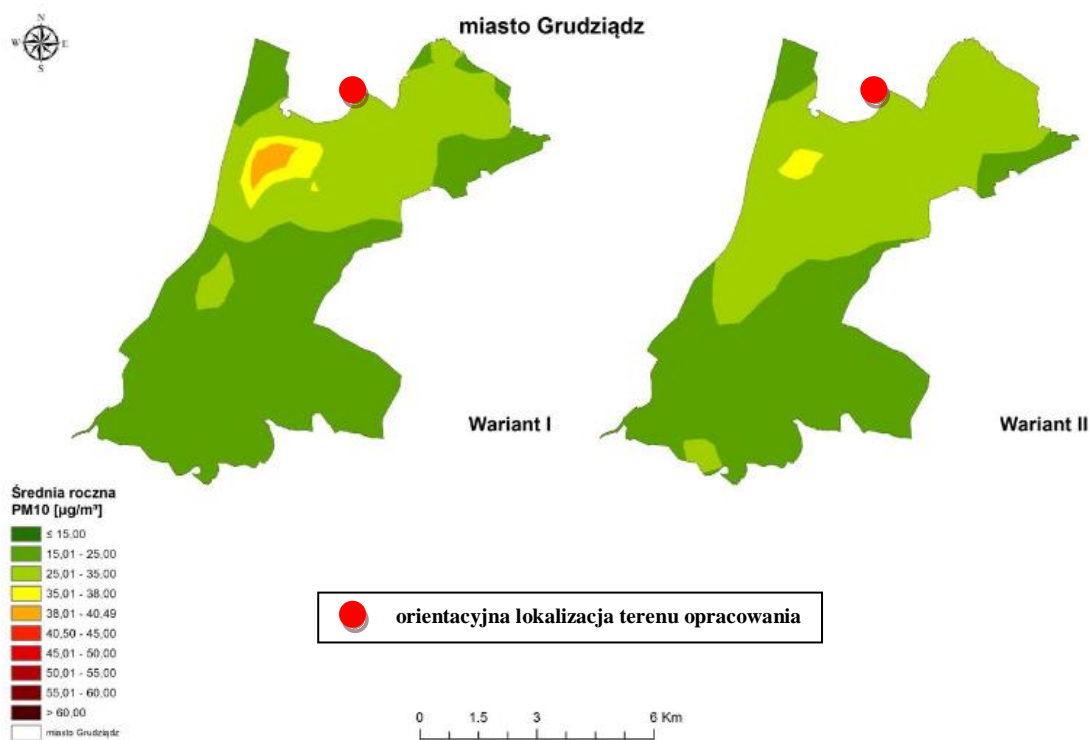 miasto Grudziądz
N
W E
S
Wariant I
Wariant II
Średnia roczna
PM10 [µg/m³]
≤ 15,00
15,01 - 25,00
25,01 - 35,00
35,01 - 38,00
38,01 - 40,49
40,50 - 45,00
45,01 - 50,00
50,01 - 55,00
55,01 - 60,00
> 60,00
miasto Grudziądz
orientacyjna lokalizacja terenu opracowania
0 1.5 3 6 Km